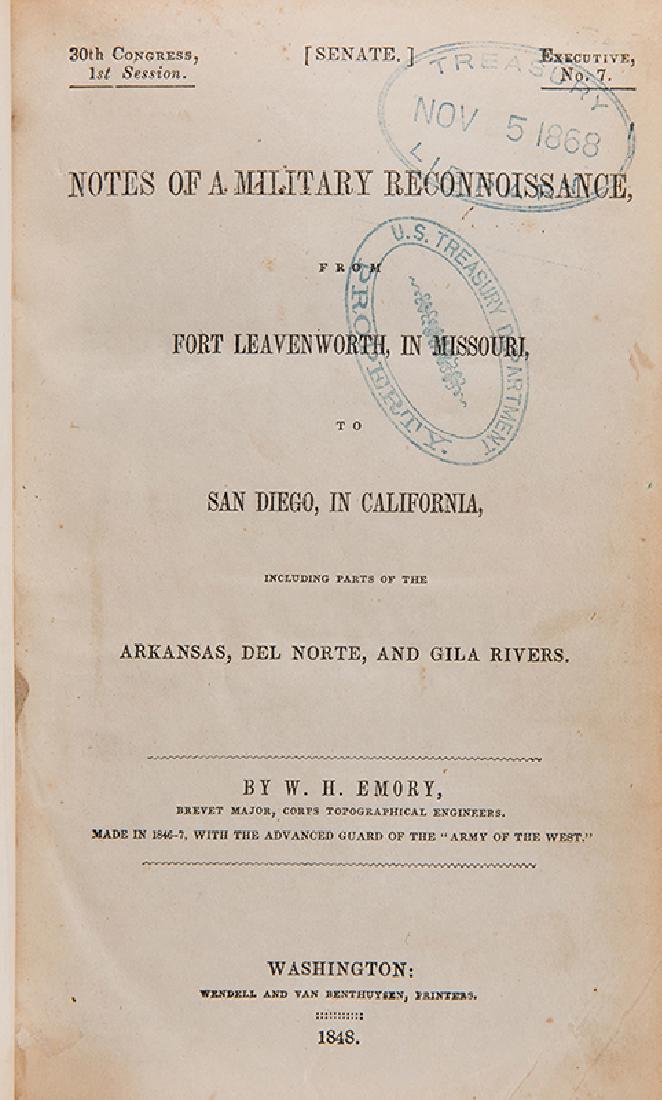 30th Congress, [SENATE.] Executive,
1st Session. No. 7.
TREASURY
NOV 5 1868
LIBRARY
NOTES OF A MILITARY RECONNOISSANCE,
FROM
U.S. TREASURY DEPARTMENT
PROPERTY
FORT LEAVENWORTH, IN MISSOURI,
TO
SAN DIEGO, IN CALIFORNIA,
INCLUDING PARTS OF THE
ARKANSAS, DEL NORTE, AND GILA RIVERS.
BY W. H. EMORY,
BREVET MAJOR, CORPS TOPOGRAPHICAL ENGINEERS.
MADE IN 1846-7, WITH THE ADVANCED GUARD OF THE "ARMY OF THE WEST."
WASHINGTON:
WENDELL AND VAN BENTHUYSEN, PRINTERS.
1848.